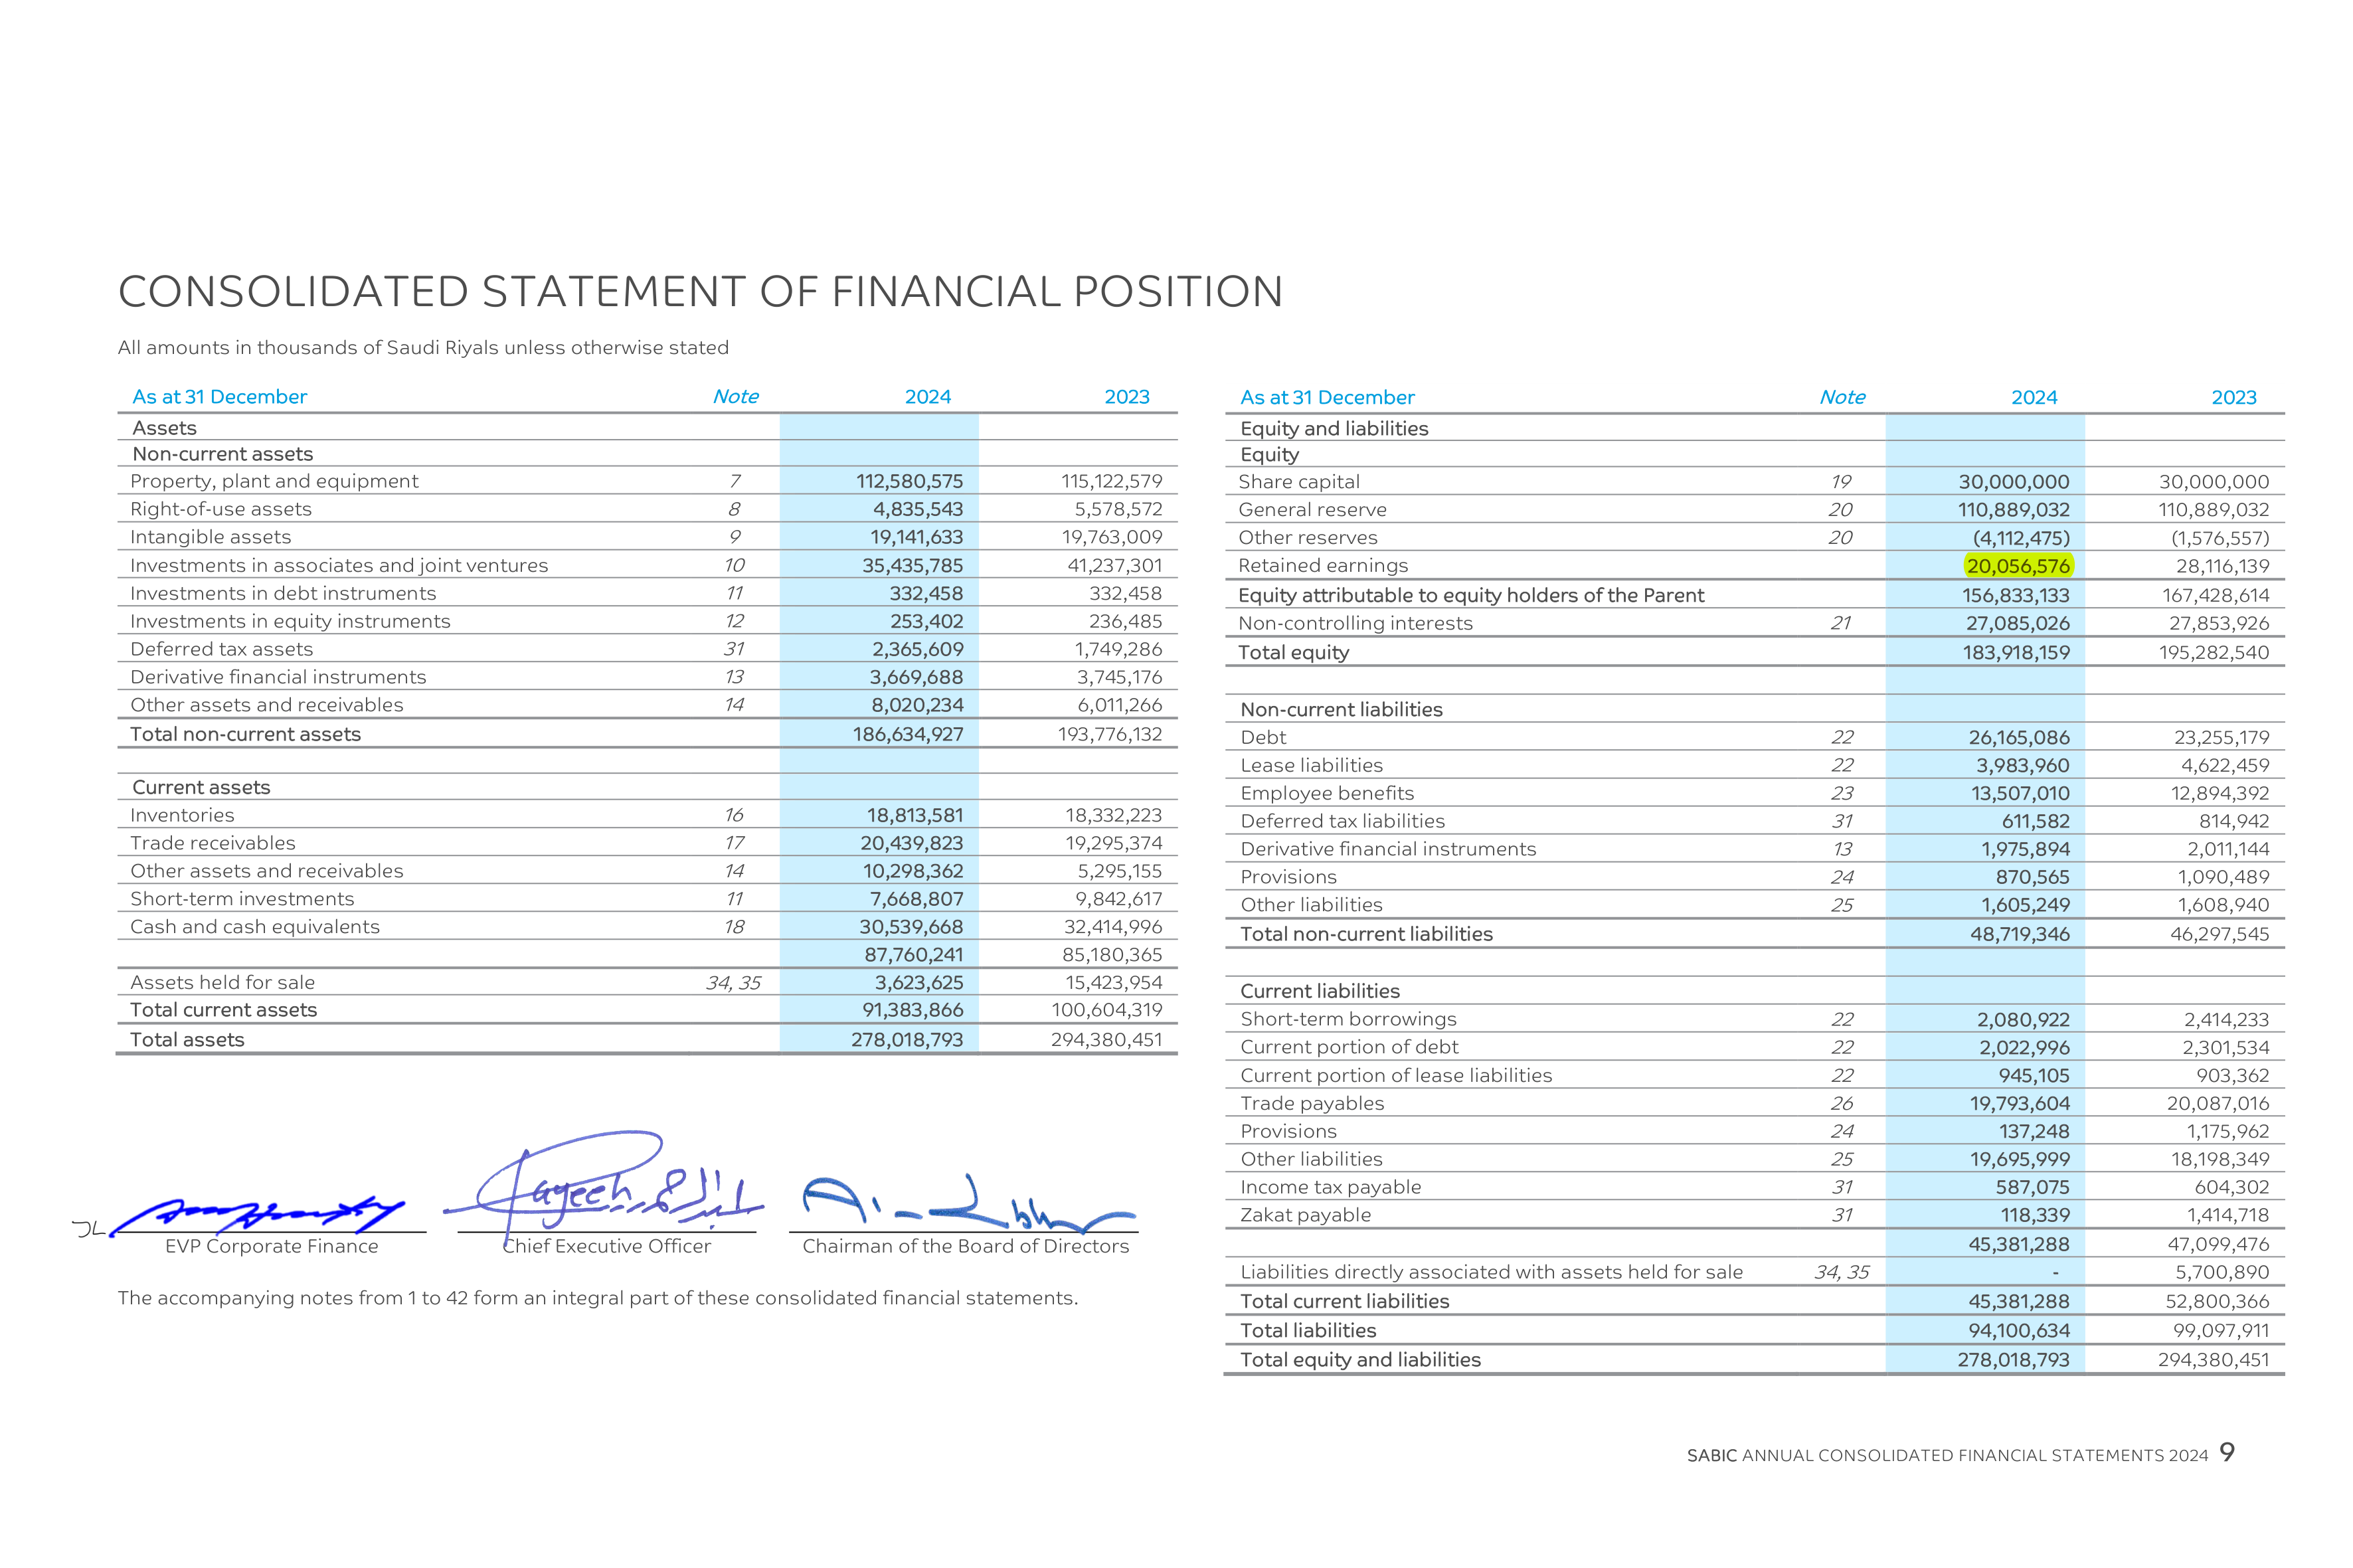 CONSOLIDATED STATEMENT OF FINANCIAL POSITION
All amounts in thousands of Saudi Riyals unless otherwise stated
As at 31 December Note 2024 2023
Assets
Non-current assets
Property, plant and equipment 7 112,580,575 115,122,579
Right-of-use assets 8 4,835,543 5,578,572
Intangible assets 9 19,141,633 19,763,009
Investments in associates and joint ventures 10 35,435,785 41,237,301
Investments in debt instruments 11 332,458 332,458
Investments in equity instruments 12 253,402 236,485
Deferred tax assets 31 2,365,609 1,749,286
Derivative financial instruments 13 3,669,688 3,745,176
Other assets and receivables 14 8,020,234 6,011,266
Total non-current assets 186,634,927 193,776,132
Current assets
Inventories 16 18,813,581 18,332,223
Trade receivables 17 20,439,823 19,295,374
Other assets and receivables 14 10,298,362 5,295,155
Short-term investments 11 7,668,807 9,842,617
Cash and cash equivalents 18 30,539,668 32,414,996
87,760,241 85,180,365
Assets held for sale 34, 35 3,623,625 15,423,954
Total current assets 91,383,866 100,604,319
Total assets 278,018,793 294,380,451
JL
EVP Corporate Finance Chief Executive Officer Chairman of the Board of Directors
The accompanying notes from 1 to 42 form an integral part of these consolidated financial statements.
As at 31 December Note 2024 2023
Equity and liabilities
Equity
Share capital 19 30,000,000 30,000,000
General reserve 20 110,889,032 110,889,032
Other reserves 20 (4,112,475) (1,576,557)
Retained earnings 20,056,576 28,116,139
Equity attributable to equity holders of the Parent 156,833,133 167,428,614
Non-controlling interests 21 27,085,026 27,853,926
Total equity 183,918,159 195,282,540
Non-current liabilities
Debt 22 26,165,086 23,255,179
Lease liabilities 22 3,983,960 4,622,459
Employee benefits 23 13,507,010 12,894,392
Deferred tax liabilities 31 611,582 814,942
Derivative financial instruments 13 1,975,894 2,011,144
Provisions 24 870,565 1,090,489
Other liabilities 25 1,605,249 1,608,940
Total non-current liabilities 48,719,346 46,297,545
Current liabilities
Short-term borrowings 22 2,080,922 2,414,233
Current portion of debt 22 2,022,996 2,301,534
Current portion of lease liabilities 22 945,105 903,362
Trade payables 26 19,793,604 20,087,016
Provisions 24 137,248 1,175,962
Other liabilities 25 19,695,999 18,198,349
Income tax payable 31 587,075 604,302
Zakat payable 31 118,339 1,414,718
45,381,288 47,099,476
Liabilities directly associated with assets held for sale 34, 35 - 5,700,890
Total current liabilities 45,381,288 52,800,366
Total liabilities 94,100,634 99,097,911
Total equity and liabilities 278,018,793 294,380,451
SABIC ANNUAL CONSOLIDATED FINANCIAL STATEMENTS 2024 9